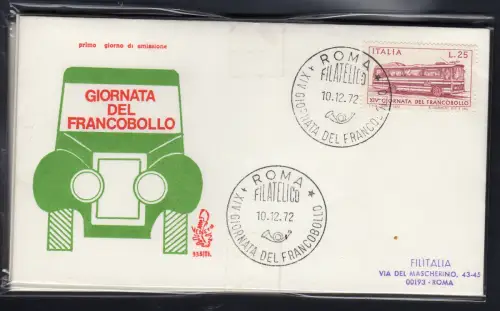 primo giorno di emissione
GIORNATA
DEL
FRANCOBOLLO
ROMA
FILATELICO
10.12.72
XIV GIORNATA DEL FRANCOBOLLO
ITALIA
L.25
XIVª GIORNATA DEL FRANCOBOLLO
ROMA
FILATELICO
10.12.72
XIV GIORNATA DEL FRANCOBOLLO
FILITALIA
VIA DEL MASCHERINO, 43-45
00193 - ROMA